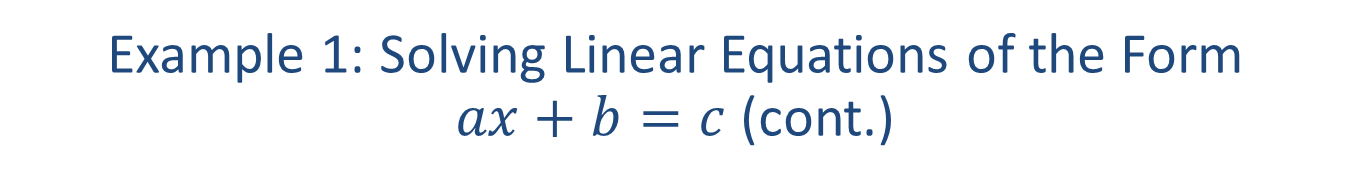 Example 1: Solving Linear Equations of the Form
ax + b = c (cont.)